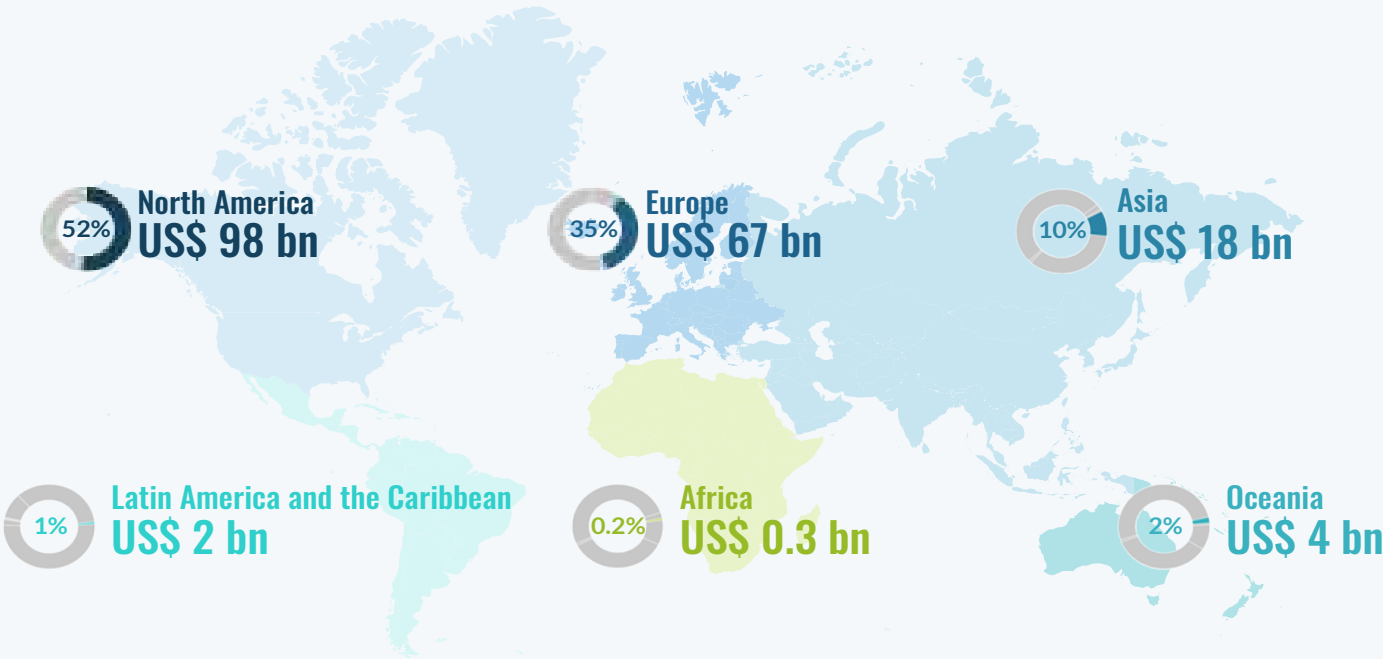 52%
North America
US$ 98 bn
35%
Europe
US$ 67 bn
10%
Asia
US$ 18 bn
1%
Latin America and the Caribbean
US$ 2 bn
0.2%
Africa
US$ 0.3 bn
2%
Oceania
US$ 4 bn